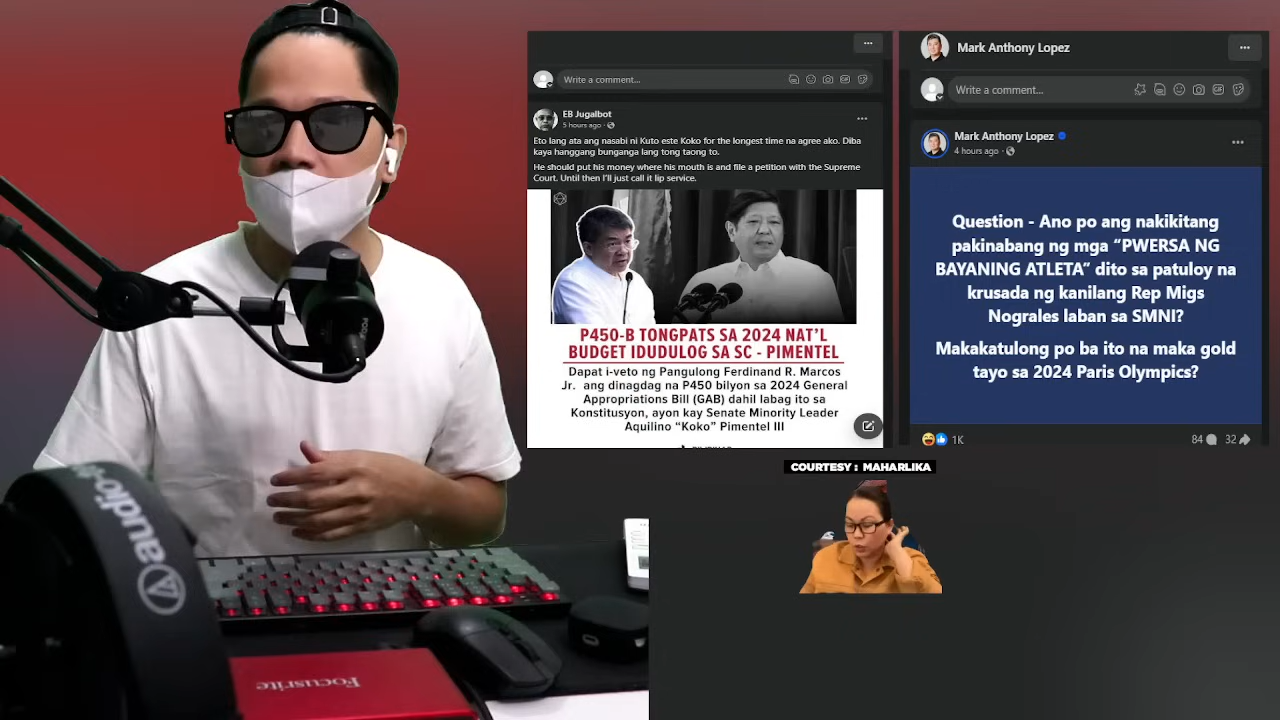 EB Jugalbot
5 hours ago
Write a comment...
Eto lang ata ang nasabi ni Kuto este Koko for the longest time na agree ako. Diba
kaya hanggang bunganga lang tong taong to.
He should put his money where his mouth is and file a petition with the Supreme
Court. Until then I'll just call it lip service.
P450-B TONGPATS SA 2024 NAT'L
BUDGET IDUDULOG SA SC - PIMENTEL
Dapat i-veto ng Pangulong Ferdinand R. Marcos
Jr. ang dinagdag na P450 bilyon sa 2024 General
Appropriations Bill (GAB) dahil labag ito sa
Konstitusyon, ayon kay Senate Minority Leader
Aquilino "Koko" Pimentel III
Mark Anthony Lopez
Write a comment...
Mark Anthony Lopez
4 hours ago
Question - Ano po ang nakikitang
pakinabang ng mga "PWERSA NG
BAYANING ATLETA" dito sa patuloy na
krusada ng kanilang Rep Migs
Nograles laban sa SMNI?
Makakatulong po ba ito na maka gold
tayo sa 2024 Paris Olympics?
1K
84
32
COURTESY : MAHARLIKA
audio-te
Focusrite